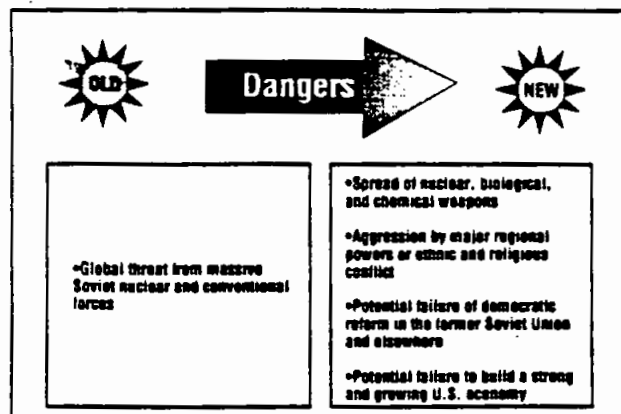 OLD
Dangers
NEW
•Global threat from massive
Soviet nuclear and conventional
forces
•Spread of nuclear, biological,
and chemical weapons
•Aggression by major regional
powers or ethnic and religious
conflict
•Potential failure of democratic
reform in the former Soviet Union
and elsewhere
•Potential failure to build a strong
and growing U.S. economy